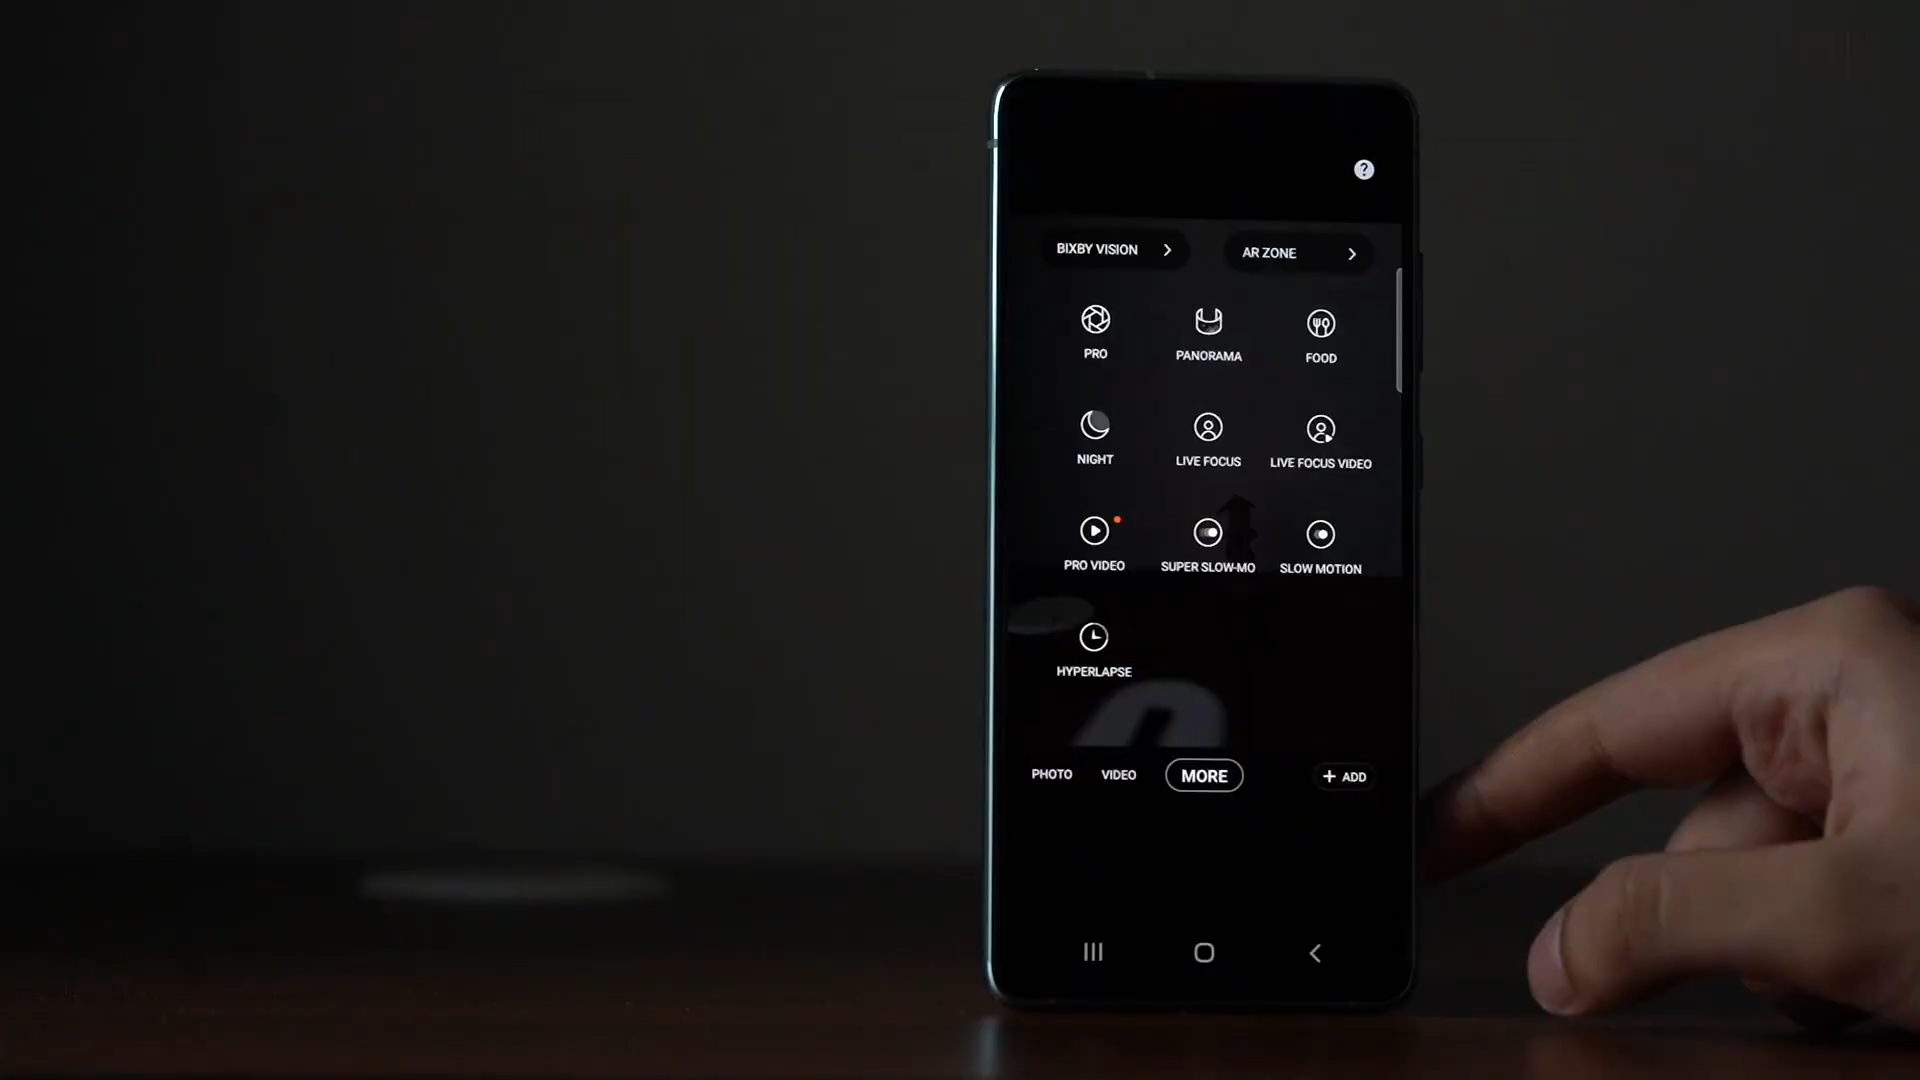 ?
BIXBY VISION
AR ZONE
PRO
PANORAMA
FOOD
NIGHT
LIVE FOCUS
LIVE FOCUS VIDEO
PRO VIDEO
SUPER SLOW-MO
SLOW MOTION
HYPERLAPSE
PHOTO
VIDEO
MORE
+ ADD